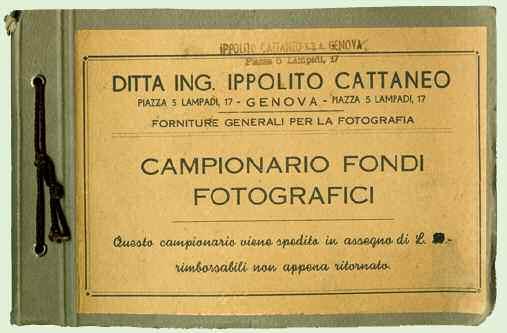 IPPOLITO CATTANEO GENOVA
Piazza 5 Lampadi, 17
DITTA ING. IPPOLITO CATTANEO
PIAZZA 5 LAMPADI, 17 - GENOVA - PIAZZA 5 LAMPADI, 17
FORNITURE GENERALI PER LA FOTOGRAFIA
CAMPIONARIO FONDI
FOTOGRAFICI
Questo campionario viene spedito in assegno di L.
rimborsabili non appena ritornato.